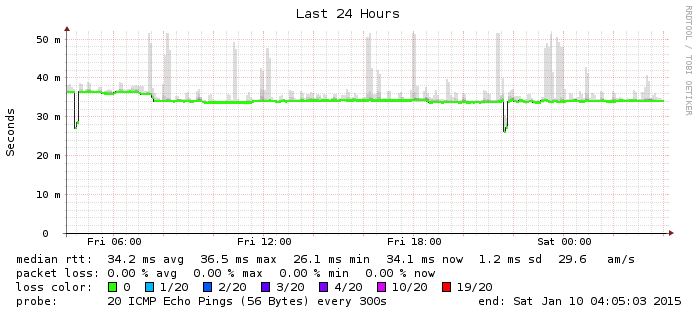 Last 24 Hours
RRDTOOL / TOBI OETIKER
Seconds
50 m
40 m
30 m
20 m
10 m
0
Fri 06:00 Fri 12:00 Fri 18:00 Sat 00:00
median rtt: 34.2 ms avg 36.5 ms max 26.1 ms min 34.1 ms now 1.2 ms sd 29.6 am/s
packet loss: 0.00 % avg 0.00 % max 0.00 % min 0.00 % now
loss color: 0 1/20 2/20 3/20 4/20 10/20 19/20
probe: 20 ICMP Echo Pings (56 Bytes) every 300s end: Sat Jan 10 04:05:03 2015